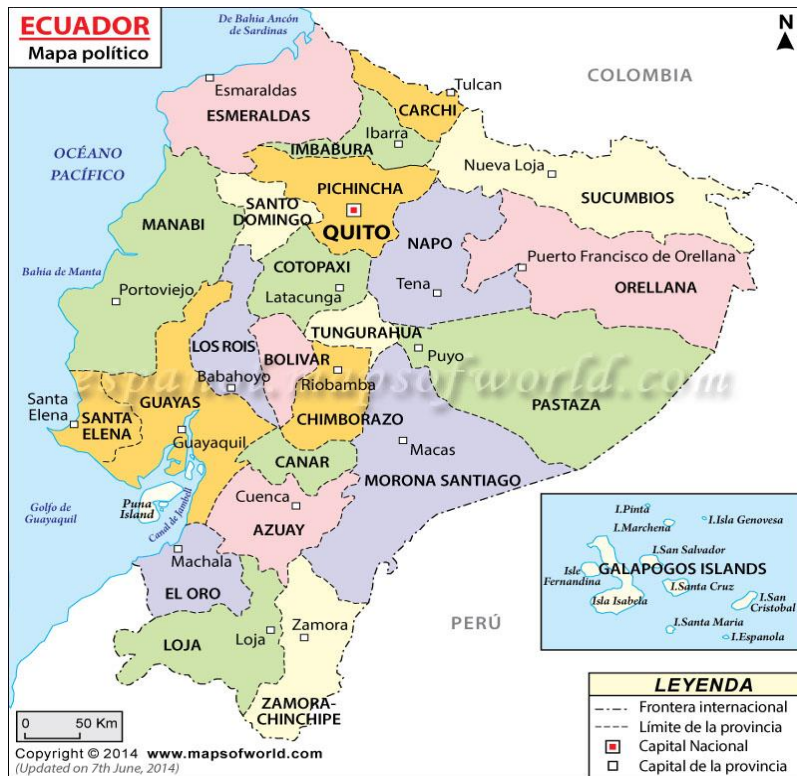 ECUADOR
Mapa político
De Bahia Ancón
de Sardinas
N
COLOMBIA
Tulcan
Esmaraldas
CARCHI
ESMERALDAS
Ibarra
IMBABURA
OCÉANO
PACÍFICO
Nueva Loja
PICHINCHA
SUCUMBIOS
SANTO
DOMINGO
MANABI
QUITO
NAPO
Puerto Francisco de Orellana
COTOPAXI
Bahia de Manta
Tena
ORELLANA
Portoviejo
Latacunga
TUNGURAHUA
LOS ROIS
BOLIVAR
Puyo
espanol.mapsofworld.com
Babahoyo
Riobamba
Santa
Elena
GUAYAS
PASTAZA
SANTA
ELENA
CHIMBORAZO
Guayaquil
Macas
CANAR
MORONA SANTIAGO
Cuenca
Puna
Island
Golfo de
Guayaquil
Canal de Jambeli
AZUAY
Machala
EL ORO
PERÚ
LOJA
Loja
Zamora
ZAMORA-
CHINCHIPE
I.Pinta
I.Marchena
I.Isla Genovesa
I.San Salvador
Isle
Fernandina
GALAPOGOS ISLANDS
I.Santa Cruz
Isla Isabela
I.San
Cristobal
I.Santa Maria
I.Espanola
LEYENDA
Frontera internacional
Límite de la provincia
Capital Nacional
Capital de la provincia
0 50 Km
Copyright © 2014 www.mapsofworld.com
(Updated on 7th June, 2014)